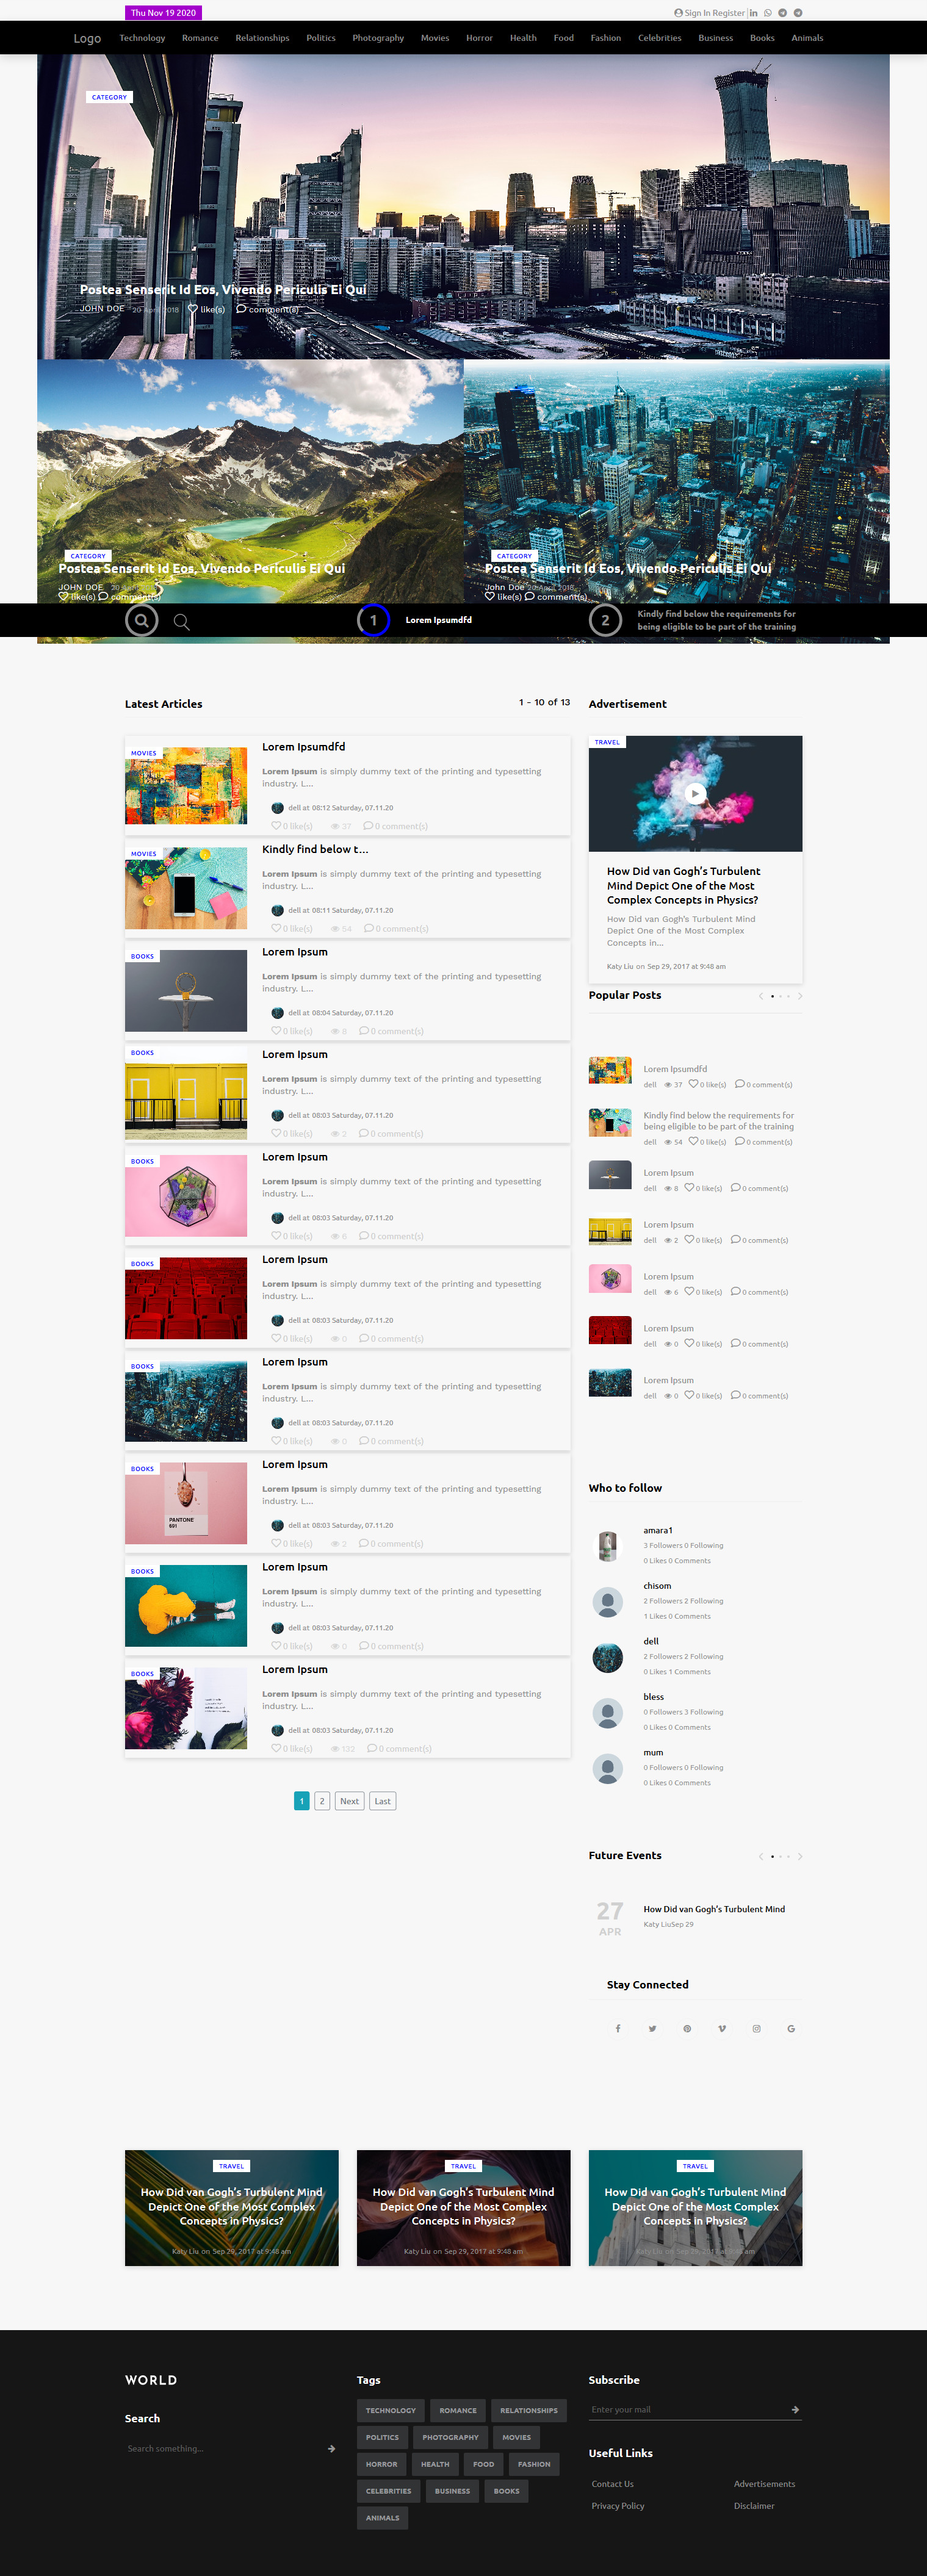 Thu Nov 19 2020
Sign In Register
Logo Technology Romance Relationships Politics Photography Movies Horror Health Food Fashion Celebrities Business Books Animals
CATEGORY
Postea Senserit Id Eos, Vivendo Periculis Ei Qui
JOHN DOE 20 April 2018 like(s) comment(s)
CATEGORY
Postea Senserit Id Eos, Vivendo Periculis Ei Qui
JOHN DOE
like(s) comment(s)
CATEGORY
Postea Senserit Id Eos, Vivendo Periculis Ei Qui
John Doe 20 April 2018
like(s) comment(s)
1 Lorem Ipsumdfd
2 Kindly find below the requirements for
being eligible to be part of the training
Latest Articles
1 - 10 of 13
MOVIES
Lorem Ipsumdfd
Lorem Ipsum is simply dummy text of the printing and typesetting
industry. L...
dell at 08:12 Saturday, 07.11.20
0 like(s) 37 0 comment(s)
MOVIES
Kindly find below t...
Lorem Ipsum is simply dummy text of the printing and typesetting
industry. L...
dell at 08:11 Saturday, 07.11.20
0 like(s) 54 0 comment(s)
BOOKS
Lorem Ipsum
Lorem Ipsum is simply dummy text of the printing and typesetting
industry. L...
dell at 08:04 Saturday, 07.11.20
0 like(s) 8 0 comment(s)
BOOKS
Lorem Ipsum
Lorem Ipsum is simply dummy text of the printing and typesetting
industry. L...
dell at 08:03 Saturday, 07.11.20
0 like(s) 2 0 comment(s)
BOOKS
Lorem Ipsum
Lorem Ipsum is simply dummy text of the printing and typesetting
industry. L...
dell at 08:03 Saturday, 07.11.20
0 like(s) 6 0 comment(s)
BOOKS
Lorem Ipsum
Lorem Ipsum is simply dummy text of the printing and typesetting
industry. L...
dell at 08:03 Saturday, 07.11.20
0 like(s) 0 0 comment(s)
BOOKS
Lorem Ipsum
Lorem Ipsum is simply dummy text of the printing and typesetting
industry. L...
dell at 08:03 Saturday, 07.11.20
0 like(s) 0 0 comment(s)
BOOKS
PANTONE
691
Lorem Ipsum
Lorem Ipsum is simply dummy text of the printing and typesetting
industry. L...
dell at 08:03 Saturday, 07.11.20
0 like(s) 2 0 comment(s)
BOOKS
Lorem Ipsum
Lorem Ipsum is simply dummy text of the printing and typesetting
industry. L...
dell at 08:03 Saturday, 07.11.20
0 like(s) 0 0 comment(s)
BOOKS
Lorem Ipsum
Lorem Ipsum is simply dummy text of the printing and typesetting
industry. L...
dell at 08:03 Saturday, 07.11.20
0 like(s) 122 0 comment(s)
1 2 Next Last
Advertisement
TRAVEL
How Did van Gogh's Turbulent
Mind Depict One of the Most
Complex Concepts in Physics?
How Did van Gogh's Turbulent Mind
Depict One of the Most Complex
Concepts in...
Katy Liu on Sep 29, 2017 at 9:48 am
Popular Posts
Lorem Ipsumdfd
dell 37 0 like(s) 0 comment(s)
Kindly find below the requirements for
being eligible to be part of the training
dell 54 0 like(s) 0 comment(s)
Lorem Ipsum
dell 8 0 like(s) 0 comment(s)
Lorem Ipsum
dell 2 0 like(s) 0 comment(s)
Lorem Ipsum
dell 6 0 like(s) 0 comment(s)
Lorem Ipsum
dell 0 0 like(s) 0 comment(s)
Lorem Ipsum
dell 0 0 like(s) 0 comment(s)
Who to follow
amara1
3 Followers 0 Following
0 Likes 0 Comments
chisom
2 Followers 2 Following
1 Likes 0 Comments
dell
2 Followers 2 Following
0 Likes 1 Comments
bless
0 Followers 3 Following
0 Likes 0 Comments
mum
0 Followers 0 Following
0 Likes 0 Comments
Future Events
27
APR
How Did van Gogh's Turbulent Mind
Katy LiuSep 29
Stay Connected
TRAVEL
How Did van Gogh's Turbulent Mind
Depict One of the Most Complex
Concepts in Physics?
Katy Liu on Sep 29, 2017 at 9:48 am
TRAVEL
How Did van Gogh's Turbulent Mind
Depict One of the Most Complex
Concepts in Physics?
Katy Liu on Sep 29, 2017 at 9:48 am
TRAVEL
How Did van Gogh's Turbulent Mind
Depict One of the Most Complex
Concepts in Physics?
Katy Liu on Sep 29, 2017 at 9:48 am
WORLD
Search
Search something...
Tags
TECHNOLOGY ROMANCE RELATIONSHIPS
POLITICS PHOTOGRAPHY MOVIES
HORROR HEALTH FOOD FASHION
CELEBRITIES BUSINESS BOOKS
ANIMALS
Subscribe
Enter your mail
Useful Links
Contact Us Advertisements
Privacy Policy Disclaimer